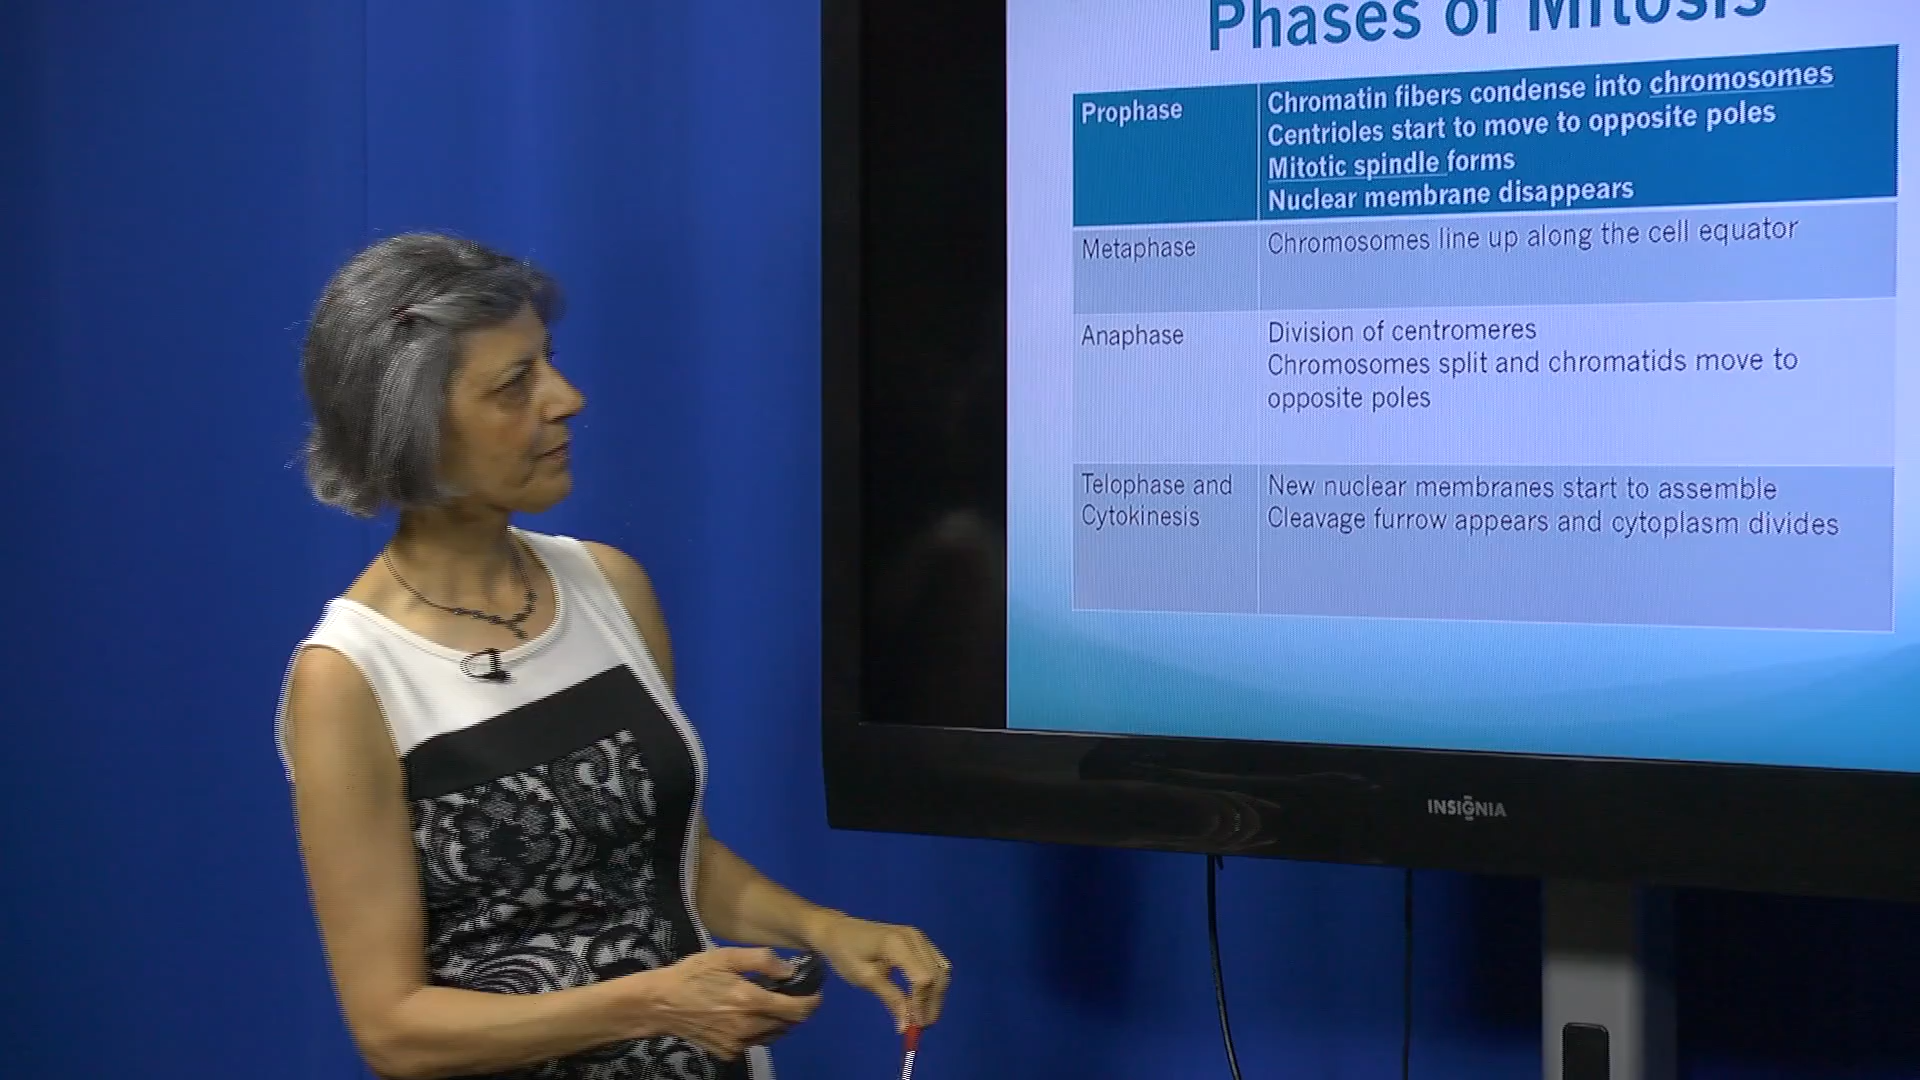 Phases of Mitosis
Prophase
Chromatin fibers condense into chromosomes
Centrioles start to move to opposite poles
Mitotic spindle forms
Nuclear membrane disappears
Metaphase
Chromosomes line up along the cell equator
Anaphase
Division of centromeres
Chromosomes split and chromatids move to
opposite poles
Telophase and
Cytokinesis
New nuclear membranes start to assemble
Cleavage furrow appears and cytoplasm divides
INSIGNIA